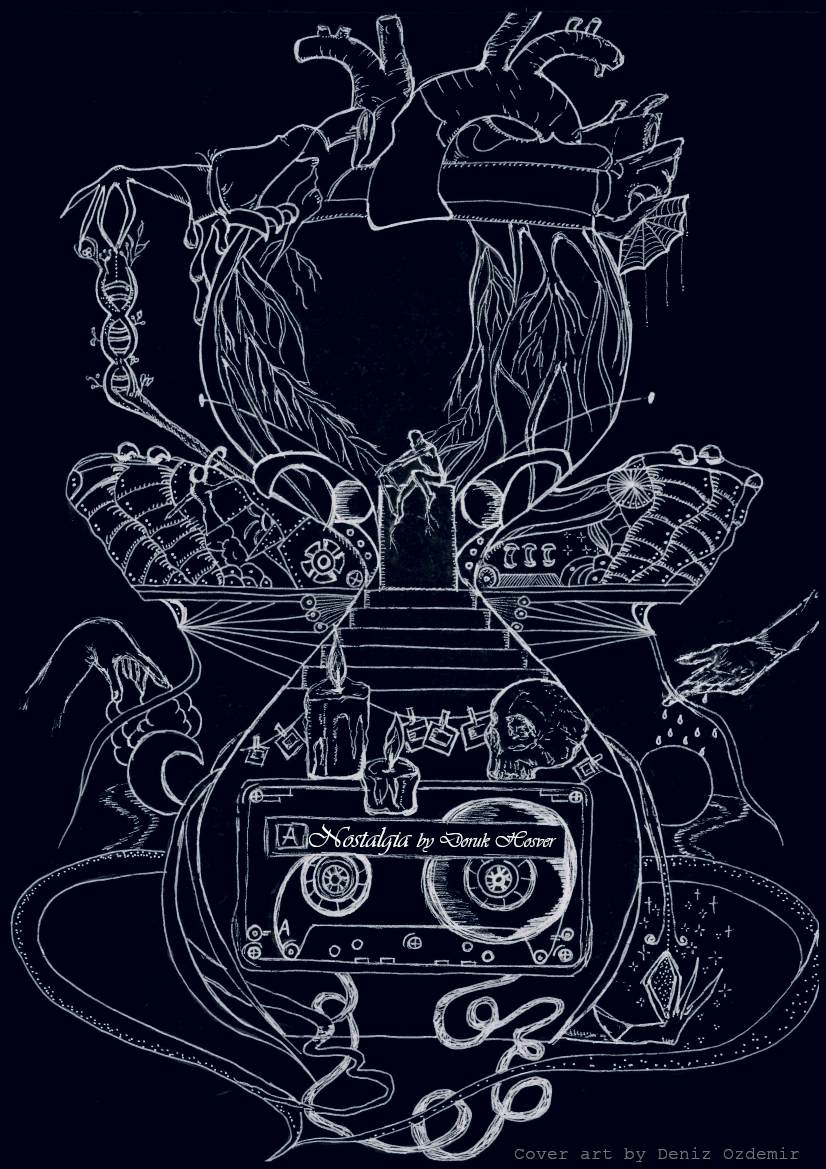 A Nostalgia by Doruk Hosver
A
Cover art by Deniz Ozdemir